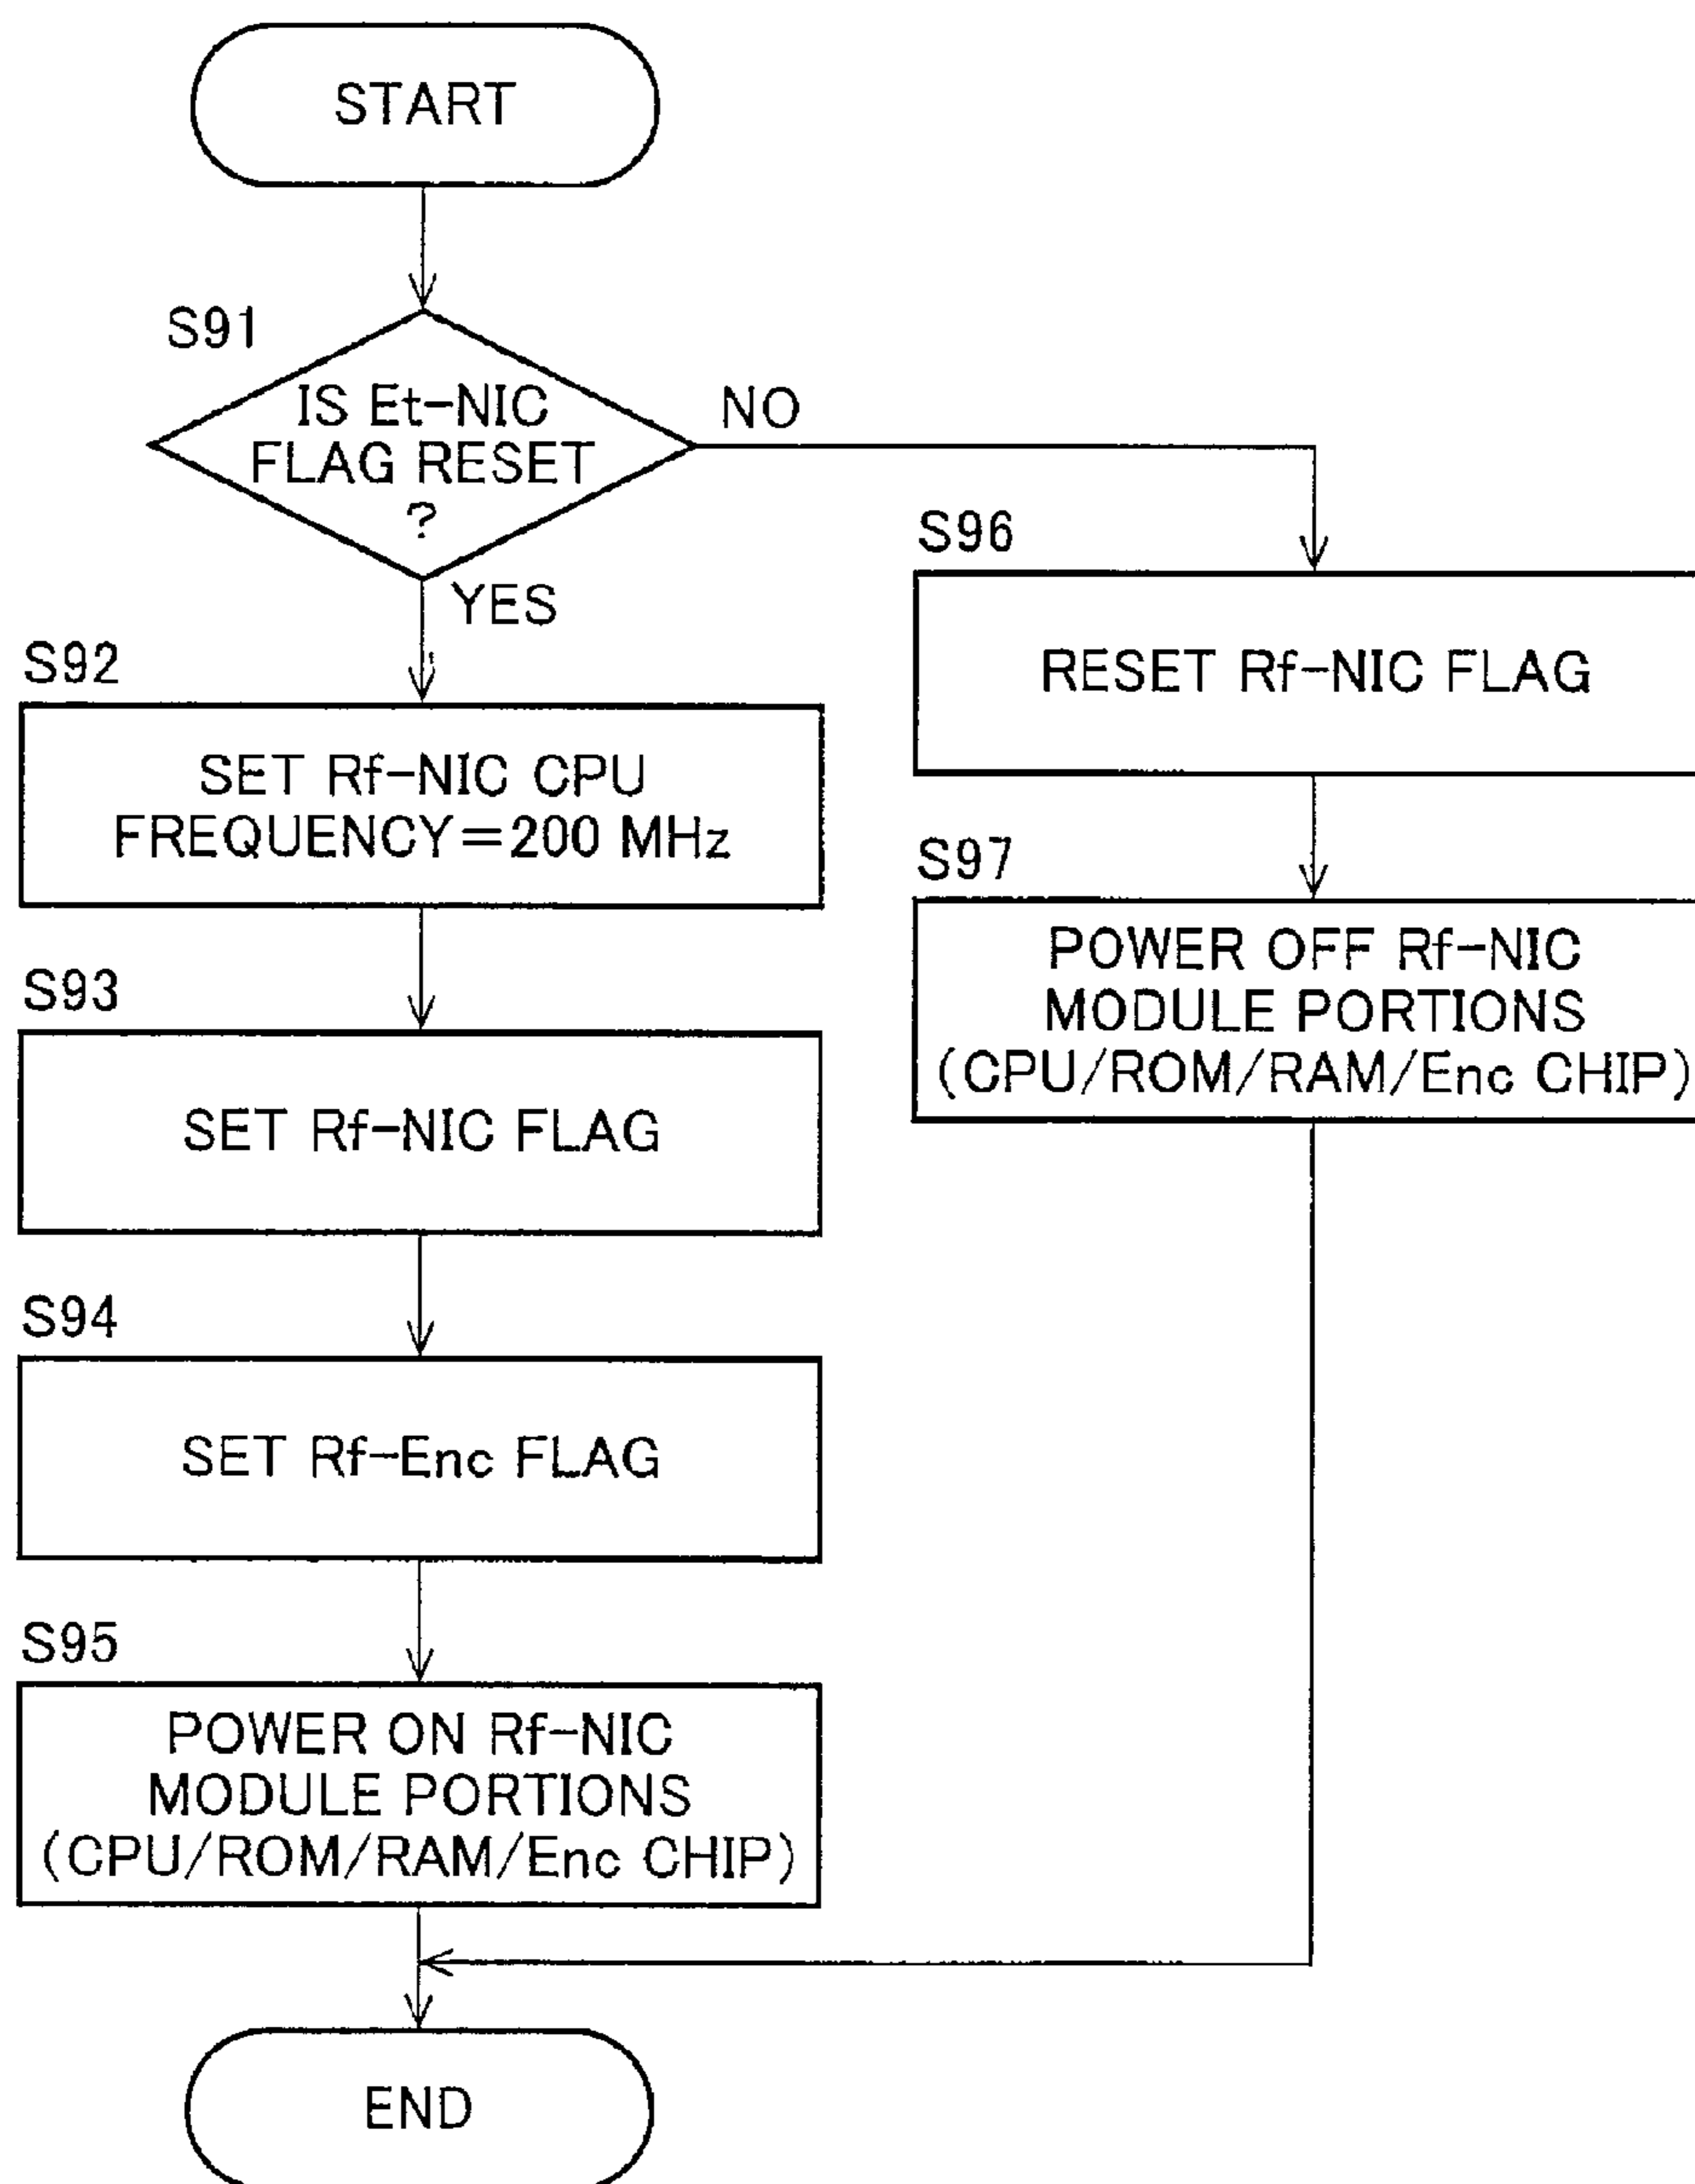 START
S91
IS Et-NIC
FLAG RESET
?
NO
YES
S92
SET Rf-NIC CPU
FREQUENCY=200 MHz
S93
SET Rf-NIC FLAG
S94
SET Rf-Enc FLAG
S95
POWER ON Rf-NIC
MODULE PORTIONS
(CPU/ROM/RAM/Enc CHIP)
S96
RESET Rf-NIC FLAG
S97
POWER OFF Rf-NIC
MODULE PORTIONS
(CPU/ROM/RAM/Enc CHIP)
END